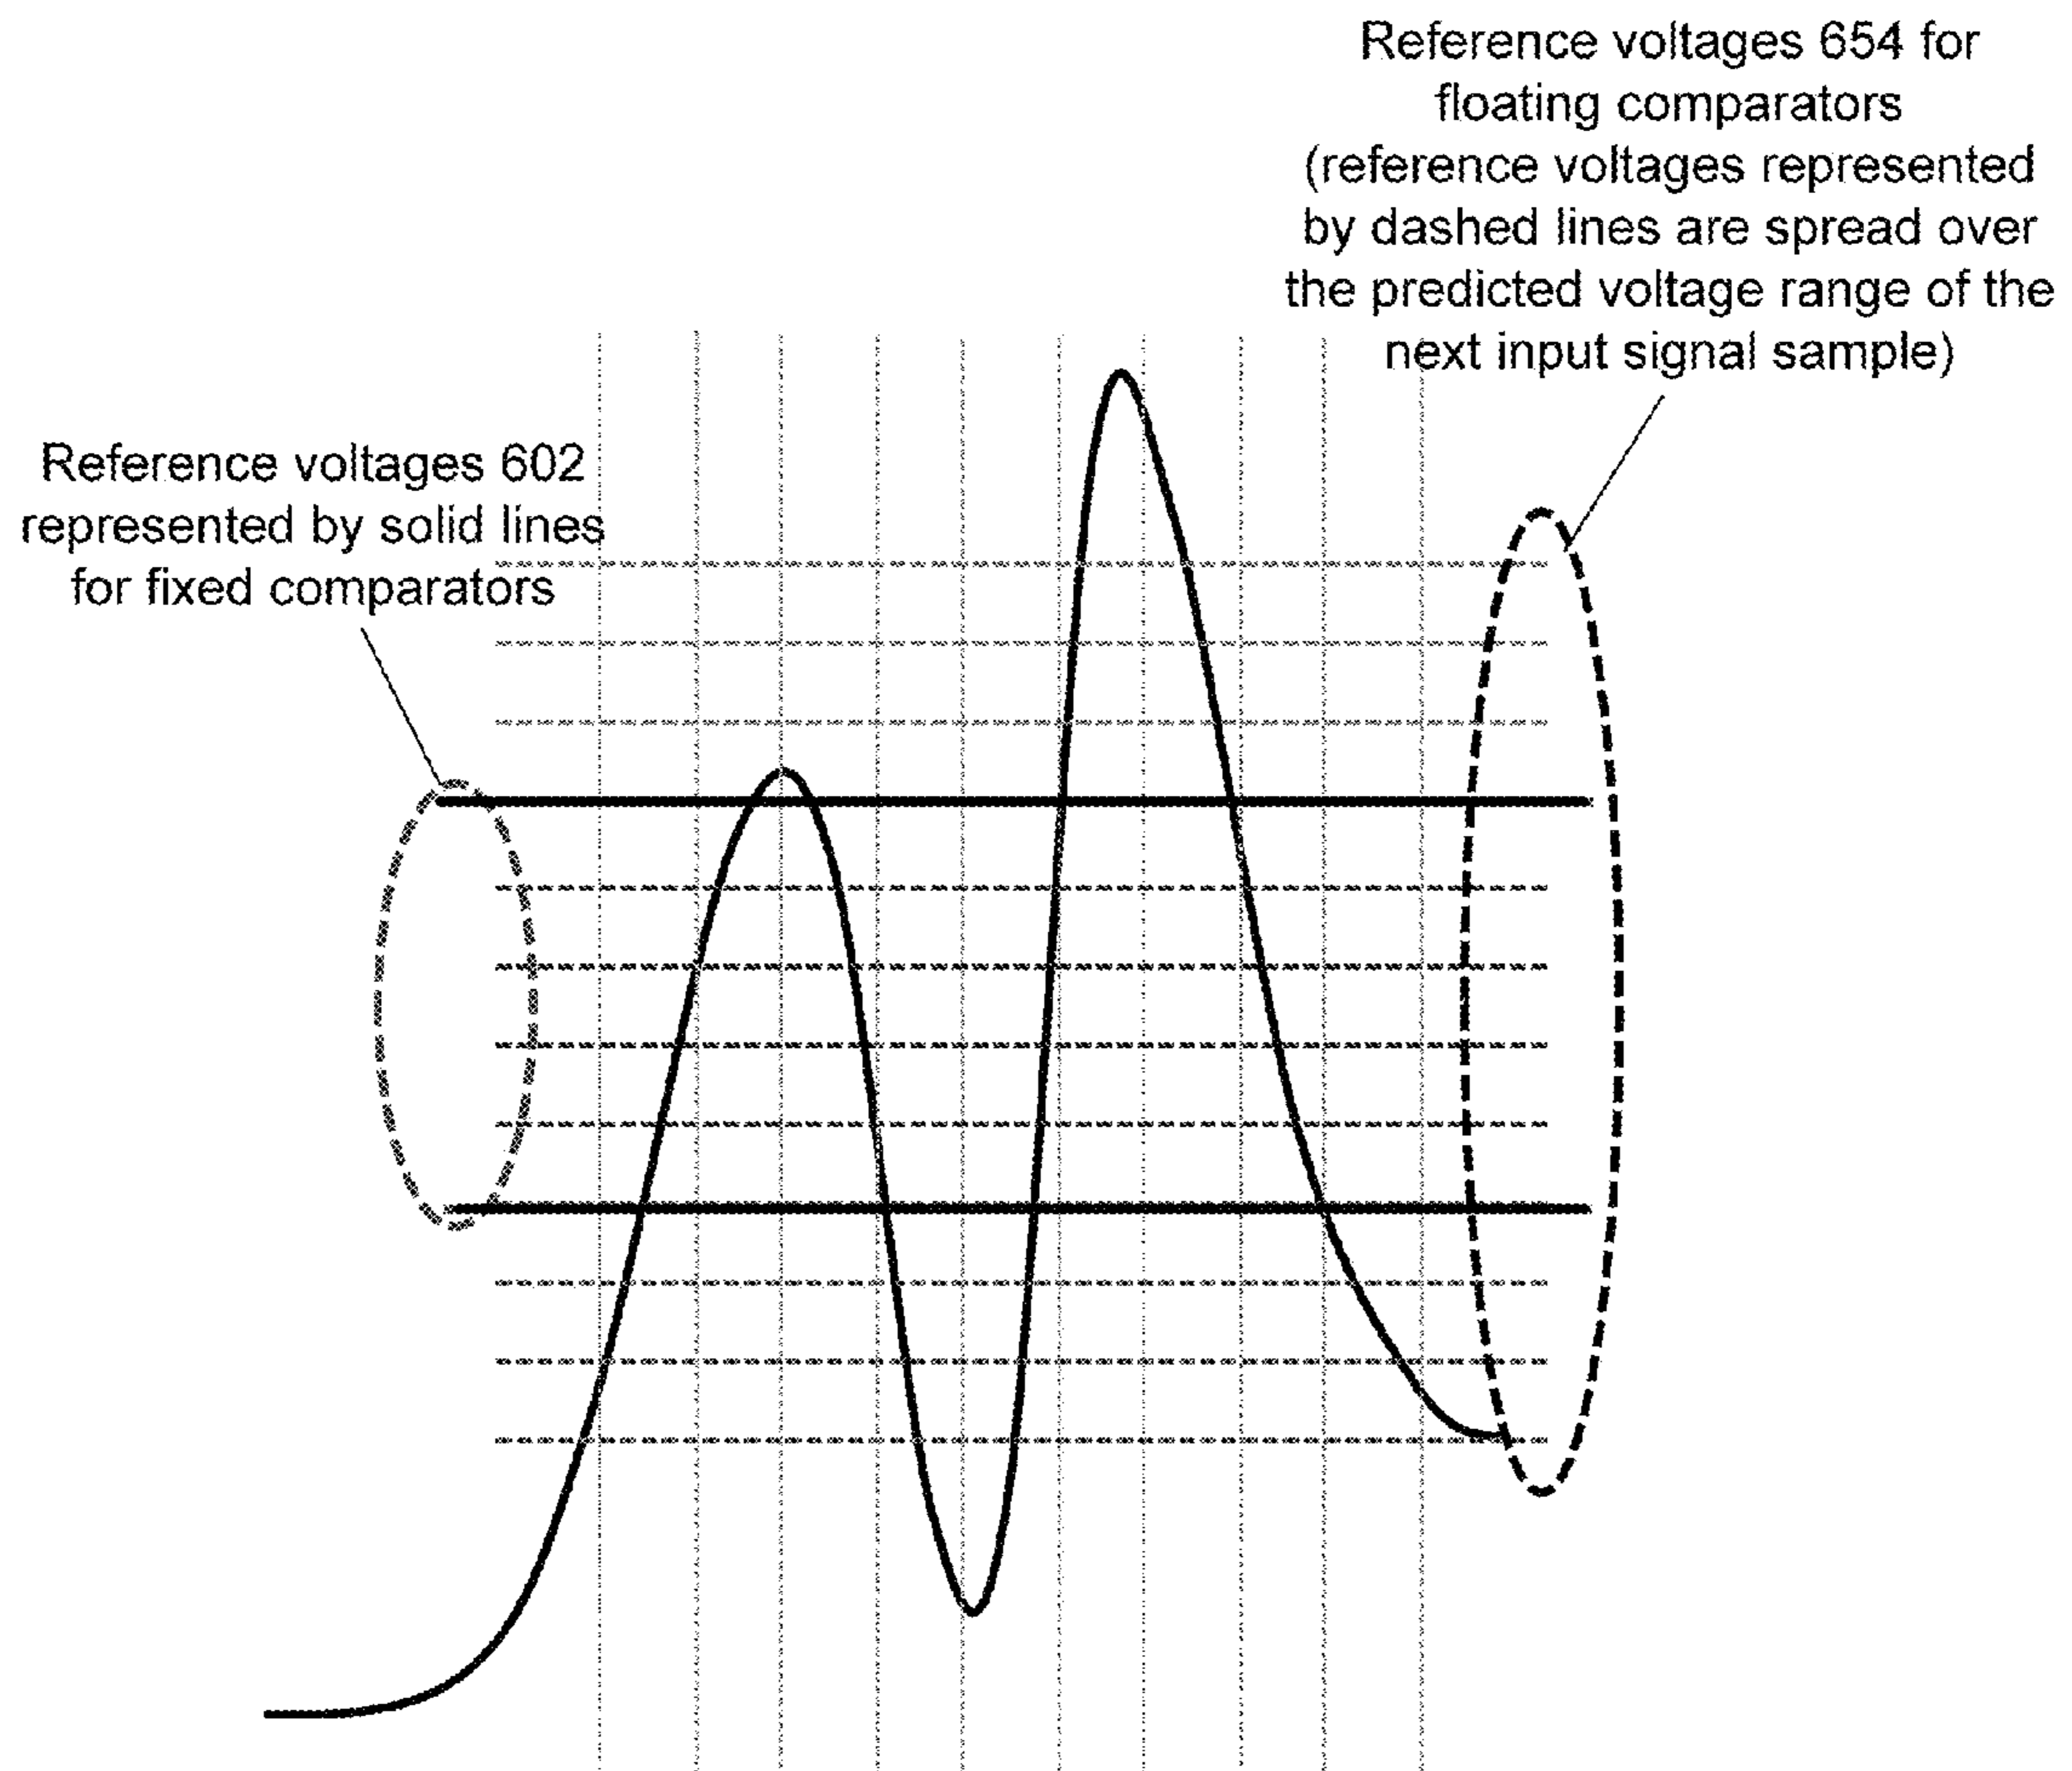 Reference voltages 654 for
floating comparators
(reference voltages represented
by dashed lines are spread over
the predicted voltage range of the
next input signal sample)
Reference voltages 602
represented by solid lines
for fixed comparators